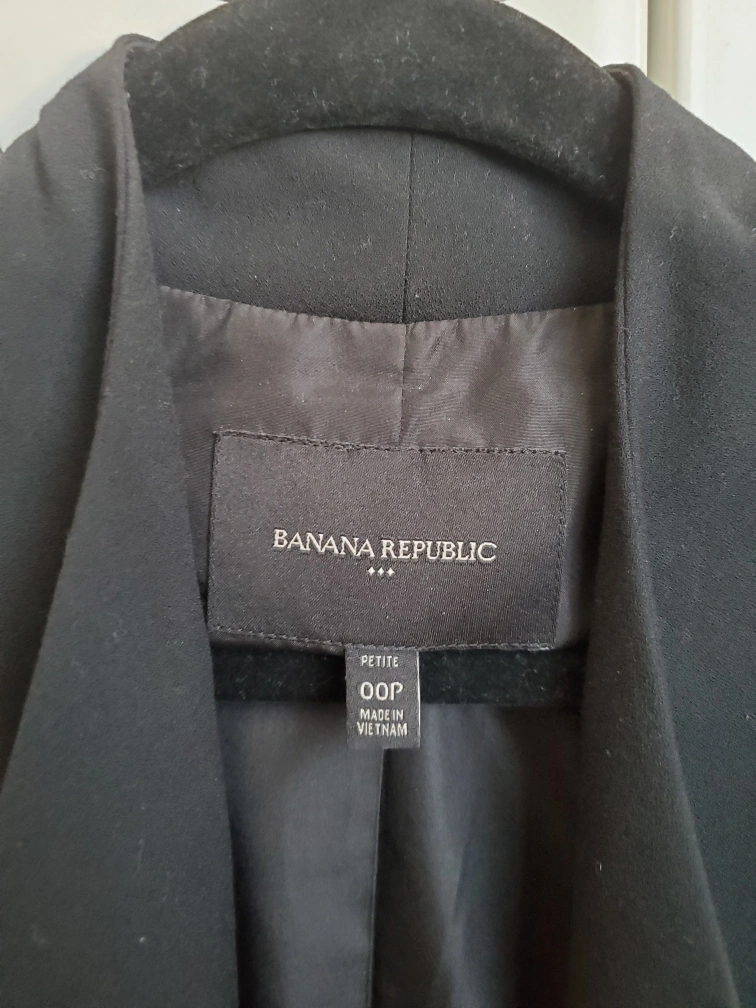 BANANA REPUBLIC
PETITE
00P
MADE IN
VIETNAM